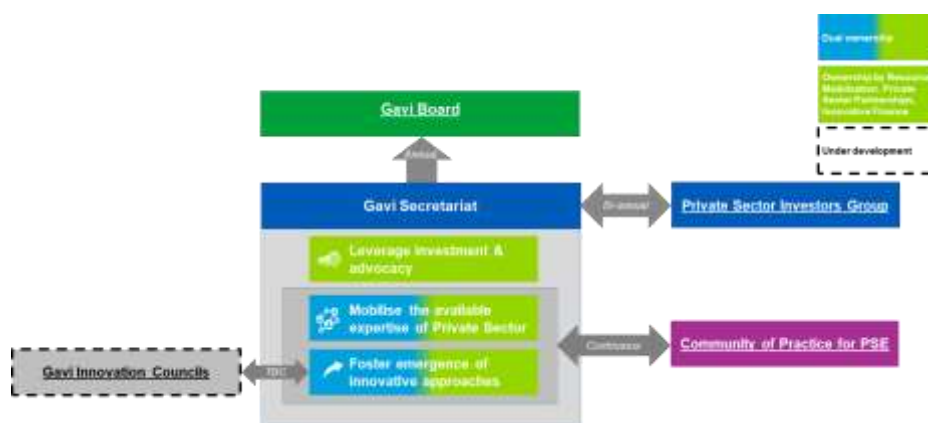 Dual ownership
Ownership by Resource
Mobilisation, Private
Sector Partnerships,
Innovative Finance
Under development
Gavi Board
Annual
Gavi Secretariat
Bi-annual
Private Sector Investors Group
Leverage investment &
advocacy
Mobilise the available
expertise of Private Sector
Continuous
Community of Practice for PSE
Gavi Innovation Councils
TBC
Foster emergence of
innovative approaches